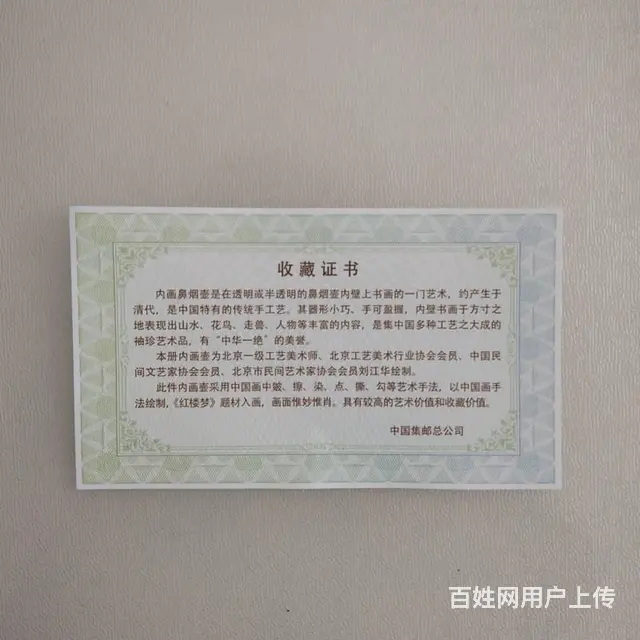 收藏证书
内画鼻烟壶是在透明或半透明的鼻烟壶内壁上书画的一门艺术，约产生于
清代，是中国特有的传统手工艺。其器形小巧、手可盈握，内壁书画于方寸之
地表现出山水、花鸟、走兽、人物等丰富的内容，是集中国多种工艺之大成的
袖珍艺术品，有“中华一绝”的美誉。
本册内画壶为北京一级工艺美术师、北京工艺美术行业协会会员、中国民
间文艺家协会会员、北京市民间艺术家协会会员刘江华绘制。
此件内画壶采用中国画中皴、擦、染、点、撕、勾等艺术手法，以中国画手
法绘制，《红楼梦》题材入画，画面惟妙惟肖。具有较高的艺术价值和收藏价值。
中国集邮总公司
百姓网用户上传